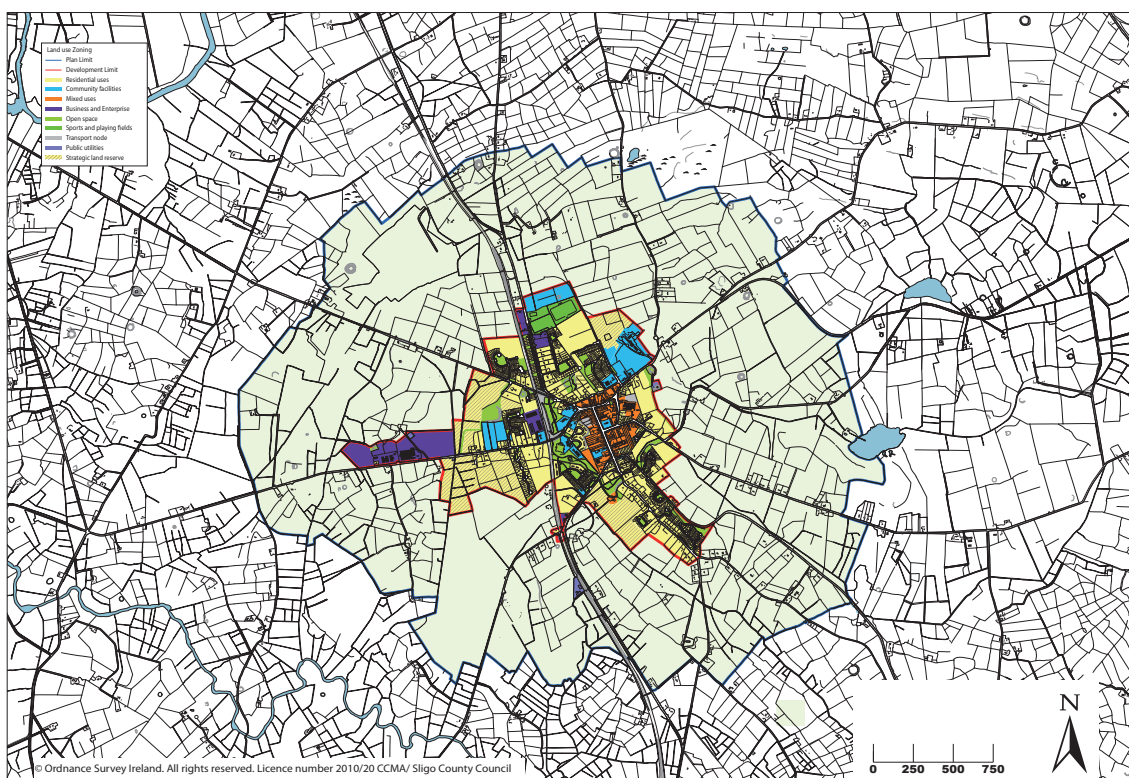 Land use Zoning
Plan Limit
Development Limit
Residential uses
Community facilities
Mixed uses
Business and Enterprise
Open space
Sports and playing fields
Transport node
Public utilities
Strategic land reserve
N
0 250 500 750
© Ordnance Survey Ireland. All rights reserved. Licence number 2010/20 CCMA/ Sligo County Council